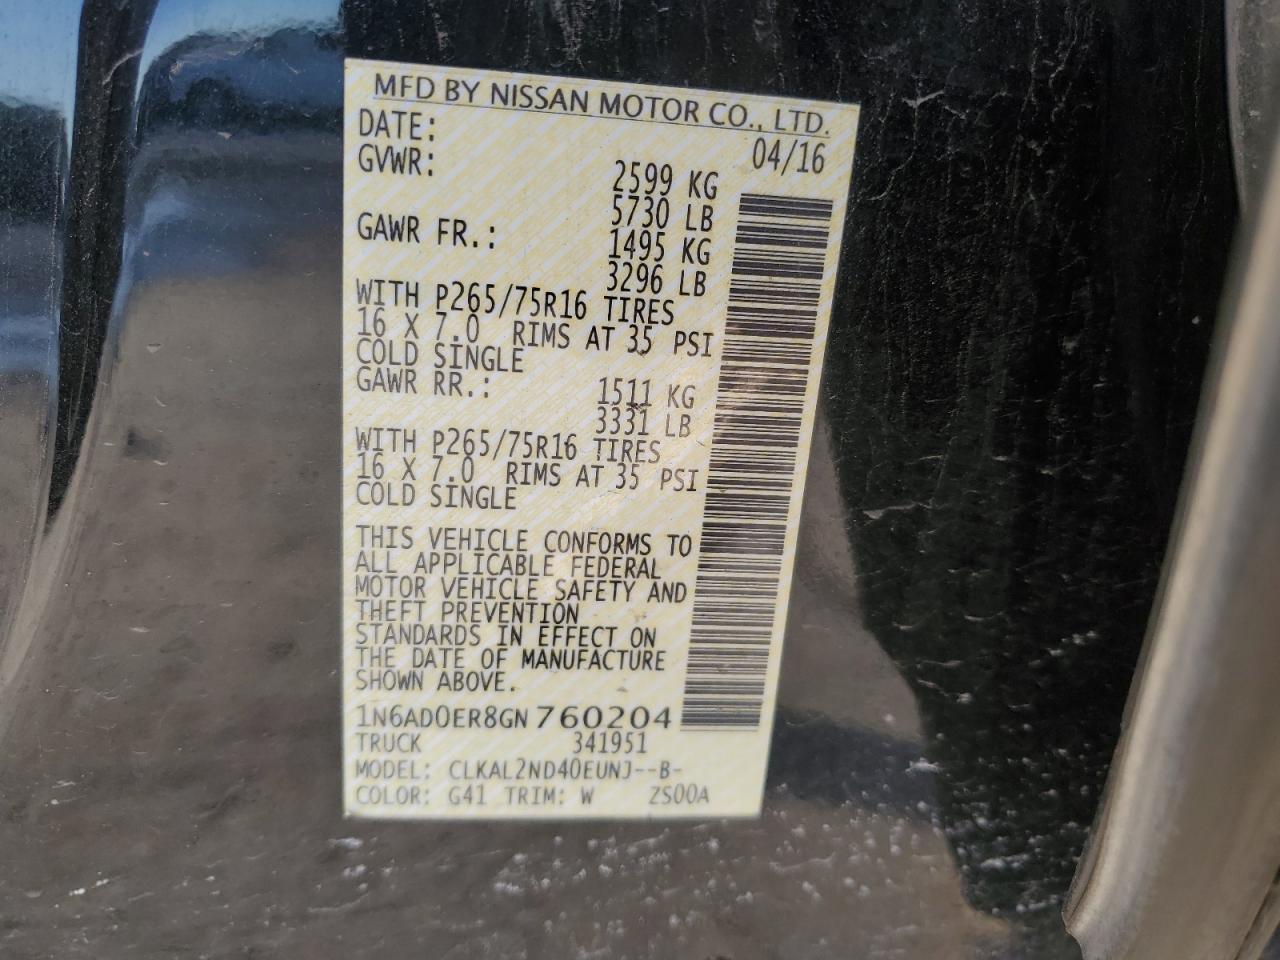 MFD BY NISSAN MOTOR CO., LTD.
DATE: 04/16
GVWR: 2599 KG
5730 LB
GAWR FR.: 1495 KG
3296 LB
WITH P265/75R16 TIRES
16 X 7.0 RIMS AT 35 PSI
COLD SINGLE
GAWR RR.: 1511 KG
3331 LB
WITH P265/75R16 TIRES
16 X 7.0 RIMS AT 35 PSI
COLD SINGLE
THIS VEHICLE CONFORMS TO
ALL APPLICABLE FEDERAL
MOTOR VEHICLE SAFETY AND
THEFT PREVENTION
STANDARDS IN EFFECT ON
THE DATE OF MANUFACTURE
SHOWN ABOVE.
1N6AD0ER8GN760204
TRUCK 341951
MODEL: CLKAL2ND40EUNJ--B-
COLOR: G41 TRIM: W ZS00A